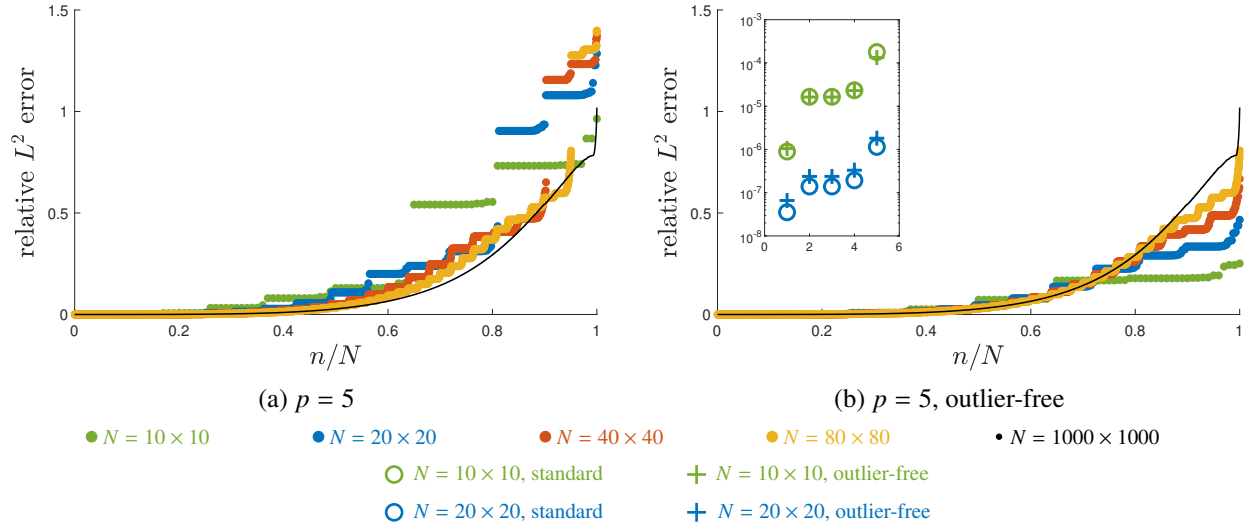 relative L² error
1.5
1
0.5
0
0 0.2 0.4 0.6 0.8 1
n/N
(a) p = 5
relative L² error
1.5
1
0.5
0
0 0.2 0.4 0.6 0.8 1
n/N
10⁻³
10⁻⁴
10⁻⁵
10⁻⁶
10⁻⁷
10⁻⁸
0 2 4 6
(b) p = 5, outlier-free
N = 10 × 10 N = 20 × 20 N = 40 × 40 N = 80 × 80 N = 1000 × 1000
N = 10 × 10, standard N = 10 × 10, outlier-free
N = 20 × 20, standard N = 20 × 20, outlier-free